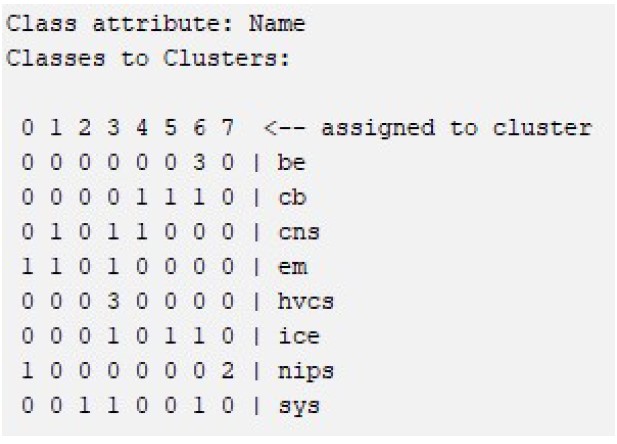 Class attribute: Name
Classes to Clusters:
0 1 2 3 4 5 6 7 <-- assigned to cluster
0 0 0 0 0 0 3 0 | be
0 0 0 0 1 1 1 0 | cb
0 1 0 1 1 0 0 0 | cns
1 1 0 1 0 0 0 0 | em
0 0 0 3 0 0 0 0 | hvcs
0 0 0 1 0 1 1 0 | ice
1 0 0 0 0 0 0 2 | nips
0 0 1 1 0 0 1 0 | sys